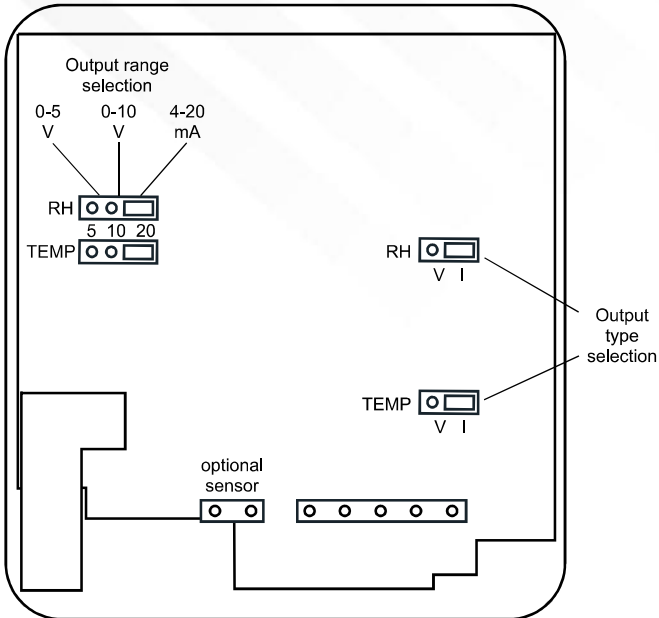 Output range
selection
0-5 0-10 4-20
V V mA
RH
5 10 20
TEMP
RH
V I
Output
type
selection
TEMP
V I
optional
sensor